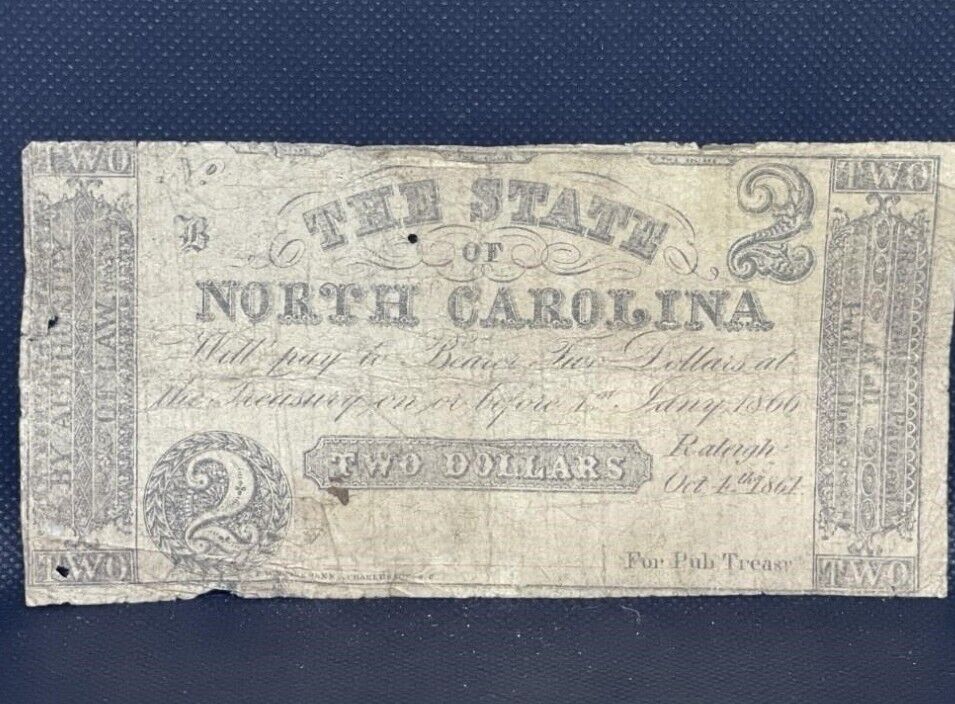 TWO
TWO
No
B
2
THE STATE
OF
NORTH CAROLINA
Will pay to Bearer Two Dollars at
the Treasury on or before 1st Jany 1866
TWO DOLLARS
Raleigh
Oct 4th 1861
2
For Pub Treasr
BY AUTHORITY
OF LAW
TWO
TWO